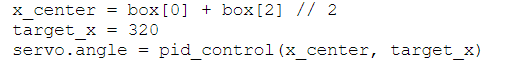 x_center = box[0] + box[2] // 2
target_x = 320
servo.angle = pid_control(x_center, target_x)